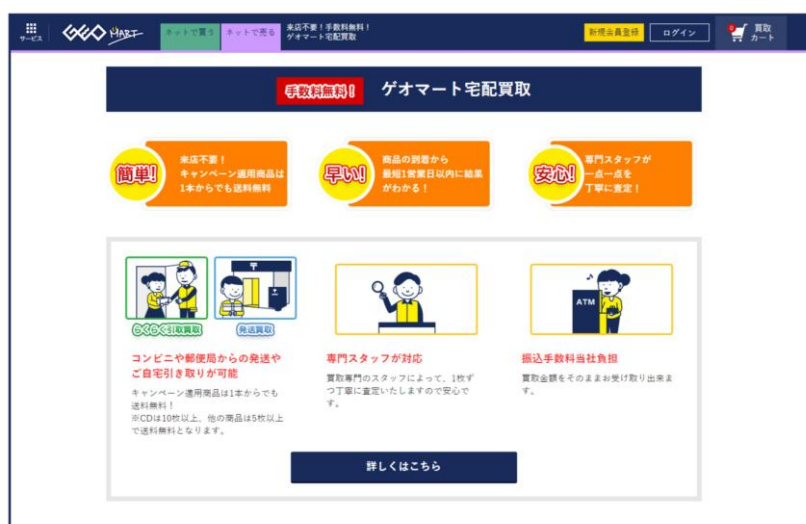 サービス
GEO MART
ネットで買う
ネットで売る
来店不要!手数料無料!
ゲオマート宅配買取
新規会員登録
ログイン
0
買取
カート
手数料無料!
ゲオマート宅配買取
簡単!
来店不要!
キャンペーン適用商品は
1本からでも送料無料
早い!
商品の到着から
最短1営業日以内に結果
がわかる!
安心!
専門スタッフが
一点一点を
丁寧に査定!
らくらく引取買取
〒
発送買取
ATM
コンビニや郵便局からの発送や
ご自宅引き取りが可能
キャンペーン適用商品は1本からでも
送料無料!
※CDは10枚以上、他の商品は5枚以上
で送料無料となります。
専門スタッフが対応
買取専門のスタッフによって、1枚ず
つ丁寧に査定いたしますので安心で
す。
振込手数料当社負担
買取金額をそのままお受け取り出来ま
す。
詳しくはこちら